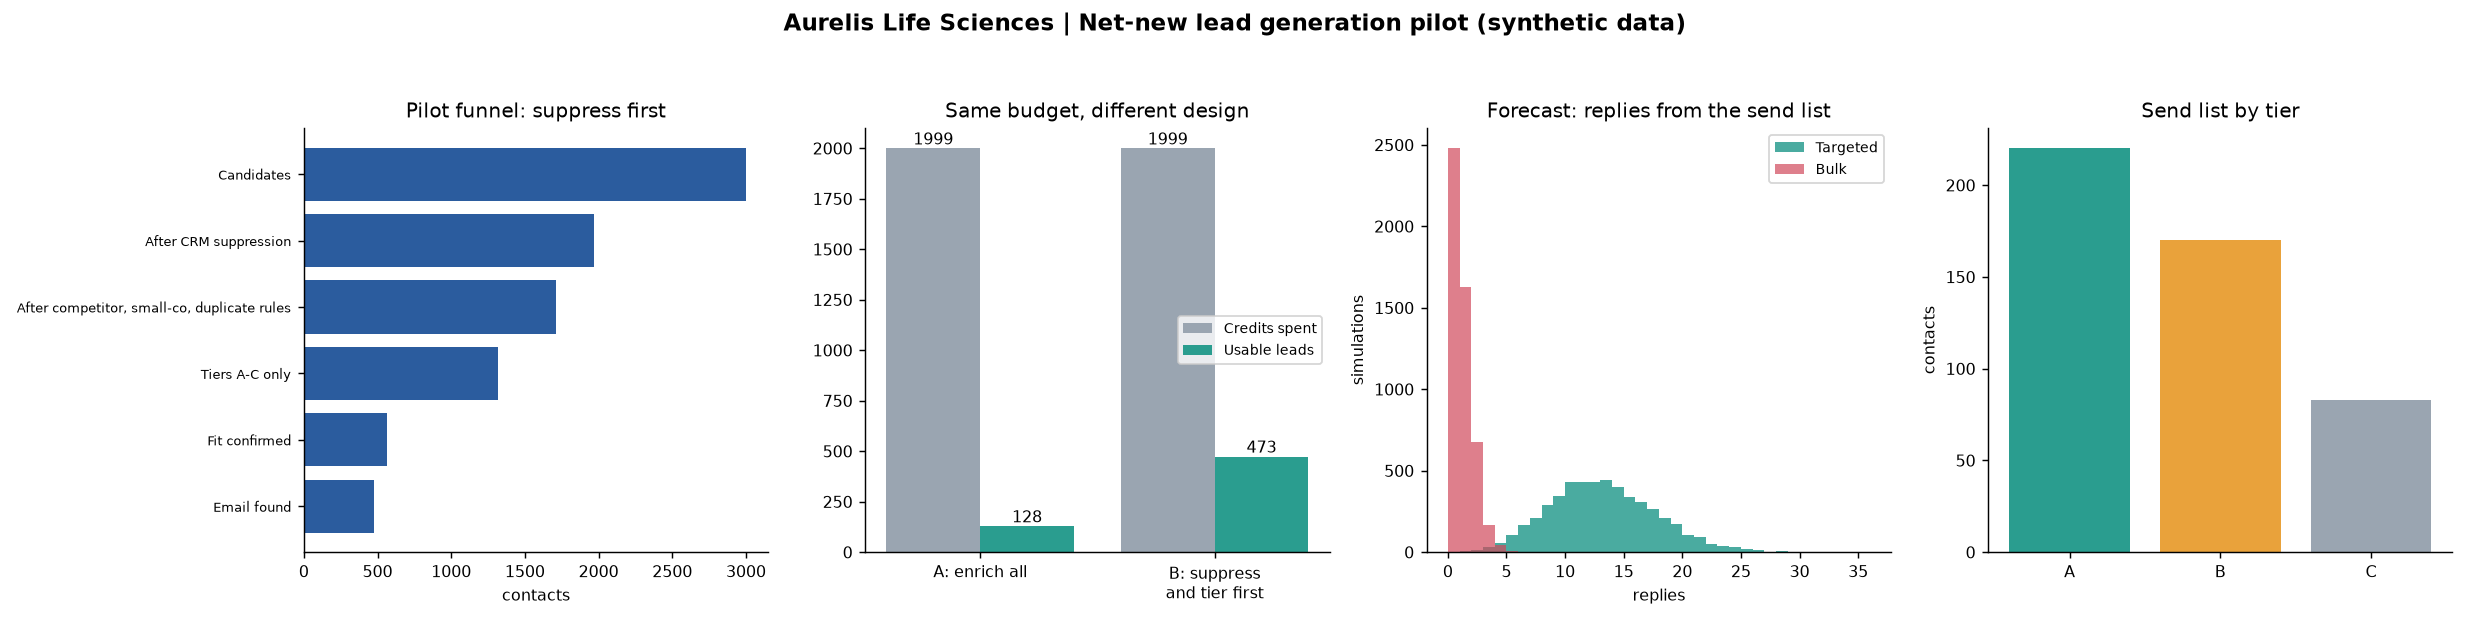 Aurelis Life Sciences | Net-new lead generation pilot (synthetic data)
Pilot funnel: suppress first
Candidates
After CRM suppression
After competitor, small-co, duplicate rules
Tiers A-C only
Fit confirmed
Email found
0 500 1000 1500 2000 2500 3000
contacts
Same budget, different design
2000
1750
1500
1250
1000
750
500
250
0
1999
128
1999
473
Credits spent
Usable leads
A: enrich all
B: suppress
and tier first
Forecast: replies from the send list
simulations
2500
2000
1500
1000
500
0
Targeted
Bulk
0 5 10 15 20 25 30 35
replies
Send list by tier
contacts
200
150
100
50
0
A B C